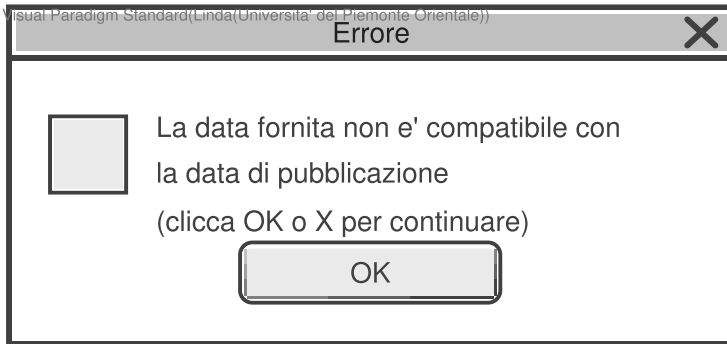 Visual Paradigm Standard(Linda(Universita' del Piemonte Orientale))
Errore
La data fornita non e' compatibile con
la data di pubblicazione
(clicca OK o X per continuare)
OK